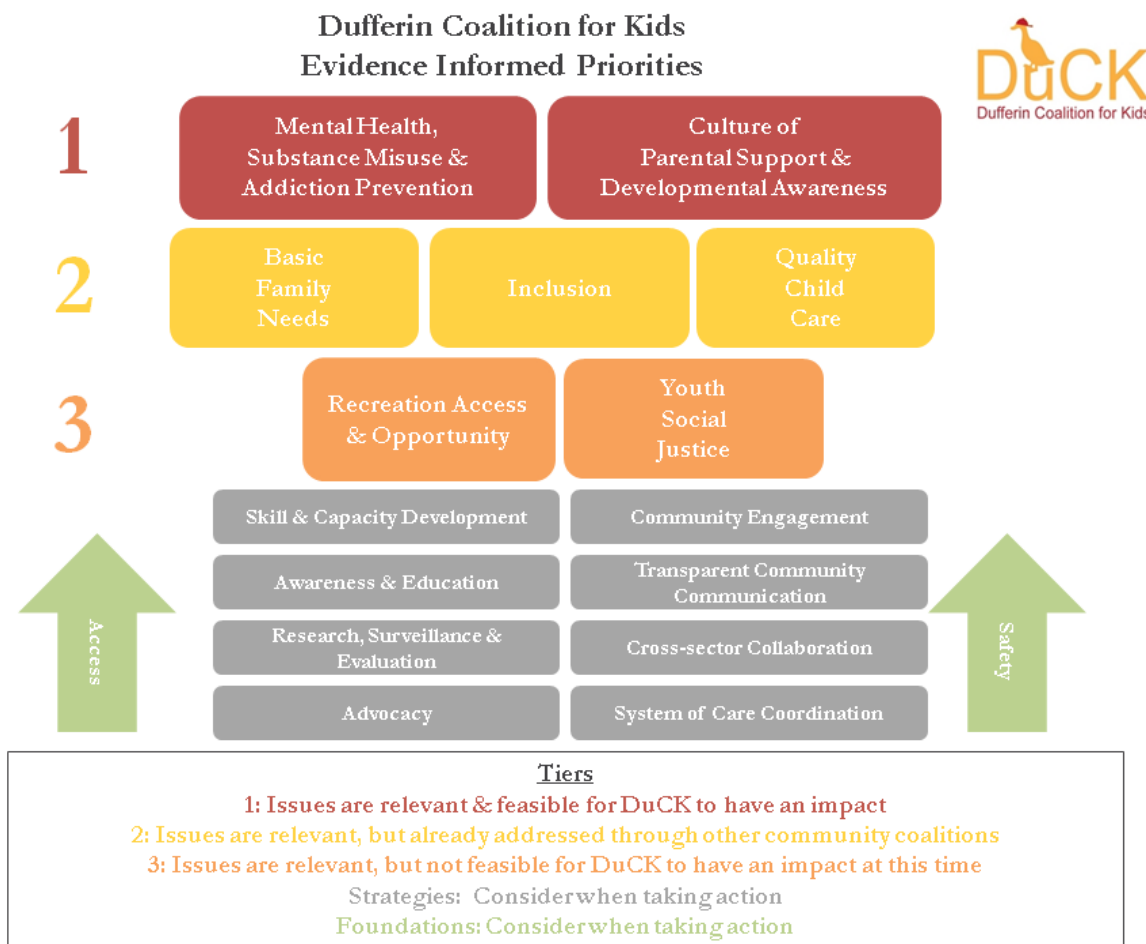 Dufferin Coalition for Kids
Evidence Informed Priorities
DuCK
Dufferin Coalition for Kids
1
Mental Health,
Substance Misuse &
Addiction Prevention
Culture of
Parental Support &
Developmental Awareness
2
Basic
Family
Needs
Inclusion
Quality
Child
Care
3
Recreation Access
& Opportunity
Youth
Social
Justice
Skill & Capacity Development
Community Engagement
Awareness & Education
Transparent Community
Communication
Research, Surveillance &
Evaluation
Cross-sector Collaboration
Advocacy
System of Care Coordination
Access
Safety
Tiers
1: Issues are relevant & feasible for DuCK to have an impact
2: Issues are relevant, but already addressed through other community coalitions
3: Issues are relevant, but not feasible for DuCK to have an impact at this time
Strategies: Consider when taking action
Foundations: Consider when taking action